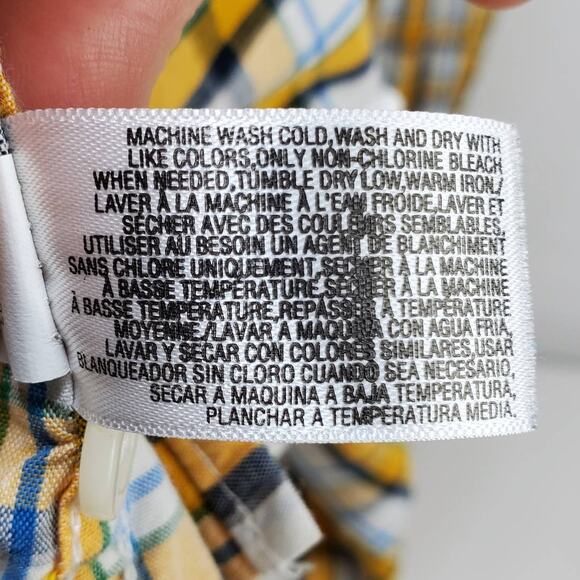 MACHINE WASH COLD,WASH AND DRY WITH
LIKE COLORS,ONLY NON-CHLORINE BLEACH
WHEN NEEDED,TUMBLE DRY LOW,WARM IRON./
LAVER À LA MACHINE À L'EAU FROIDE,LAVER ET
SÉCHER AVEC DES COULEURS SEMBLABLES,
UTILISER AU BESOIN UN AGENT DE BLANCHIMENT
SANS CHLORE UNIQUEMENT,SÉCHER À LA MACHINE
À BASSE TEMPÉRATURE,SÉCHER À LA MACHINE
À BASSE TEMPÉRATURE,REPASSER À TEMPÉRATURE
MOYENNE/LAVAR A MAQUINA CON AGUA FRIA,
LAVAR Y SECAR CON COLORES SIMILARES,USAR
BLANQUEADOR SIN CLORO CUANDO SEA NECESARIO,
SECAR A MAQUINA A BAJA TEMPERATURA,
PLANCHAR A TEMPERATURA MEDIA.